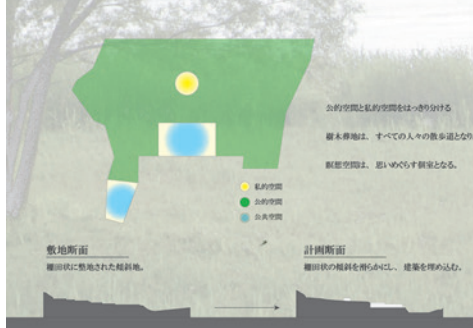 公的空間と私的空間をはっきり分ける
樹木葬地は、すべての人々の散歩道とな
瞑想空間は、思いめぐらす個室となる。
私的空間
公的空間
公共空間
敷地断面
棚田状に整地された傾斜地。
計画断面
棚田状の傾斜を滑らかにし、建築を埋め込む。